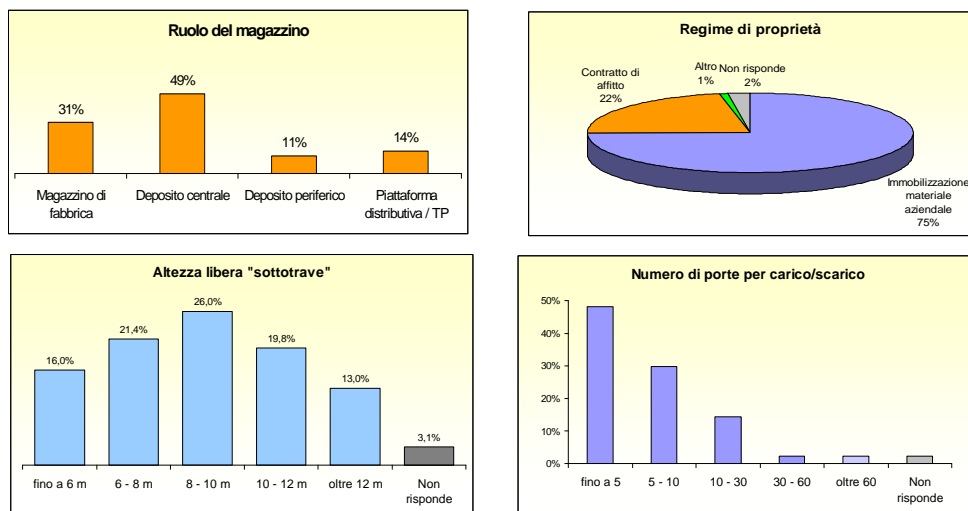 Ruolo del magazzino
31%
49%
11%
14%
Magazzino di
fabbrica
Deposito centrale
Deposito periferico
Piattaforma
distributiva / TP
Regime di proprietà
Contratto di
affitto
22%
Altro
1%
Non risponde
2%
Immobilizzazione
materiale
aziendale
75%
Altezza libera "sottotrave"
16,0%
21,4%
26,0%
19,8%
13,0%
3,1%
fino a 6 m
6 - 8 m
8 - 10 m
10 - 12 m
oltre 12 m
Non
risponde
Numero di porte per carico/scarico
50%
40%
30%
20%
10%
0%
fino a 5
5 - 10
10 - 30
30 - 60
oltre 60
Non
risponde